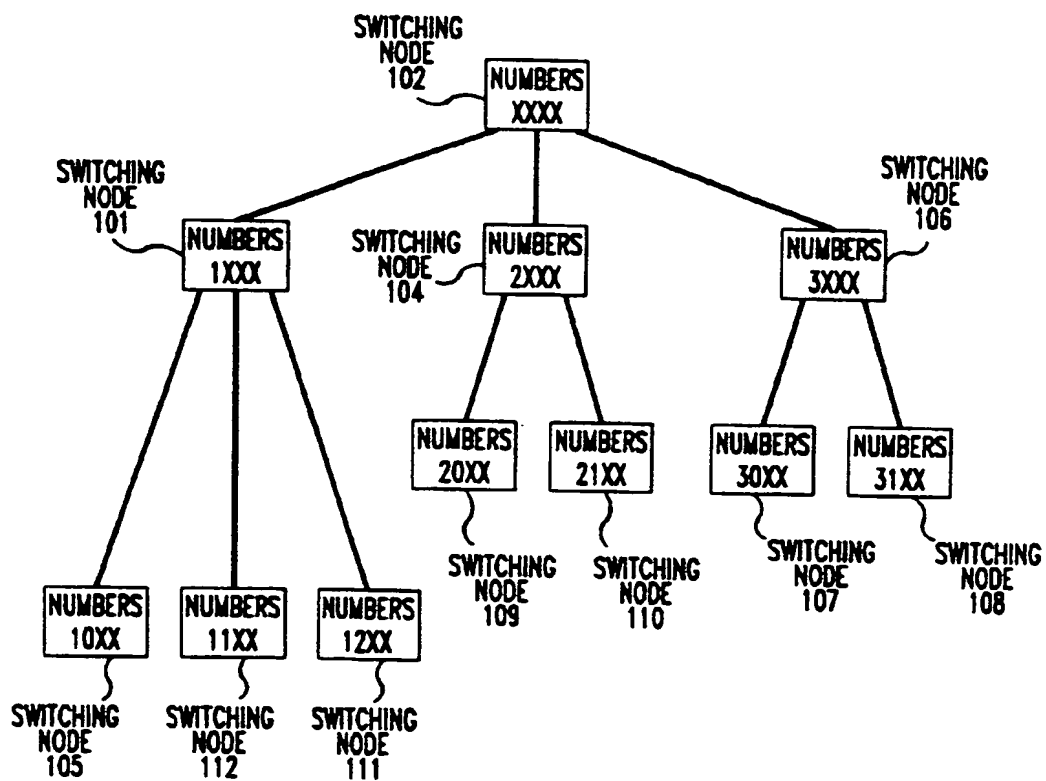 SWITCHING
NODE
102
NUMBERS
XXXX
SWITCHING
NODE
101
NUMBERS
1XXX
SWITCHING
NODE
104
NUMBERS
2XXX
SWITCHING
NODE
106
NUMBERS
3XXX
NUMBERS
20XX
SWITCHING
NODE
109
NUMBERS
21XX
SWITCHING
NODE
110
NUMBERS
30XX
SWITCHING
NODE
107
NUMBERS
31XX
SWITCHING
NODE
108
NUMBERS
10XX
SWITCHING
NODE
105
NUMBERS
11XX
SWITCHING
NODE
112
NUMBERS
12XX
SWITCHING
NODE
111